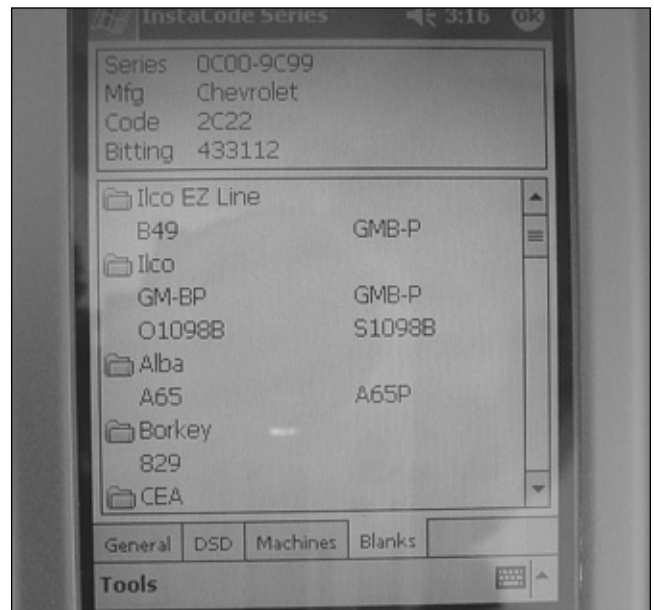 InstaCode Series 3:16 ok
Series 0C00-9C99
Mfg Chevrolet
Code 2C22
Bitting 433112
Ilco EZ Line
B49 GMB-P
Ilco
GM-BP GMB-P
O1098B S1098B
Alba
A65 A65P
Borkey
829
CEA
General DSD Machines Blanks
Tools